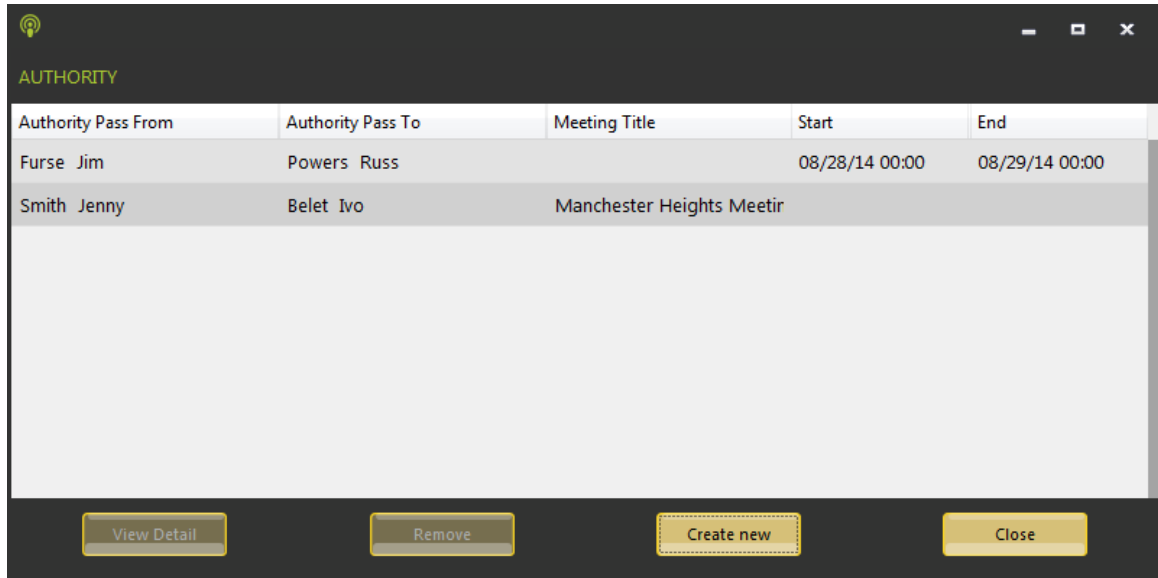 AUTHORITY
Authority Pass From Authority Pass To Meeting Title Start End
Furse Jim Powers Russ 08/28/14 00:00 08/29/14 00:00
Smith Jenny Belet Ivo Manchester Heights Meetir
View Detail Remove Create new Close